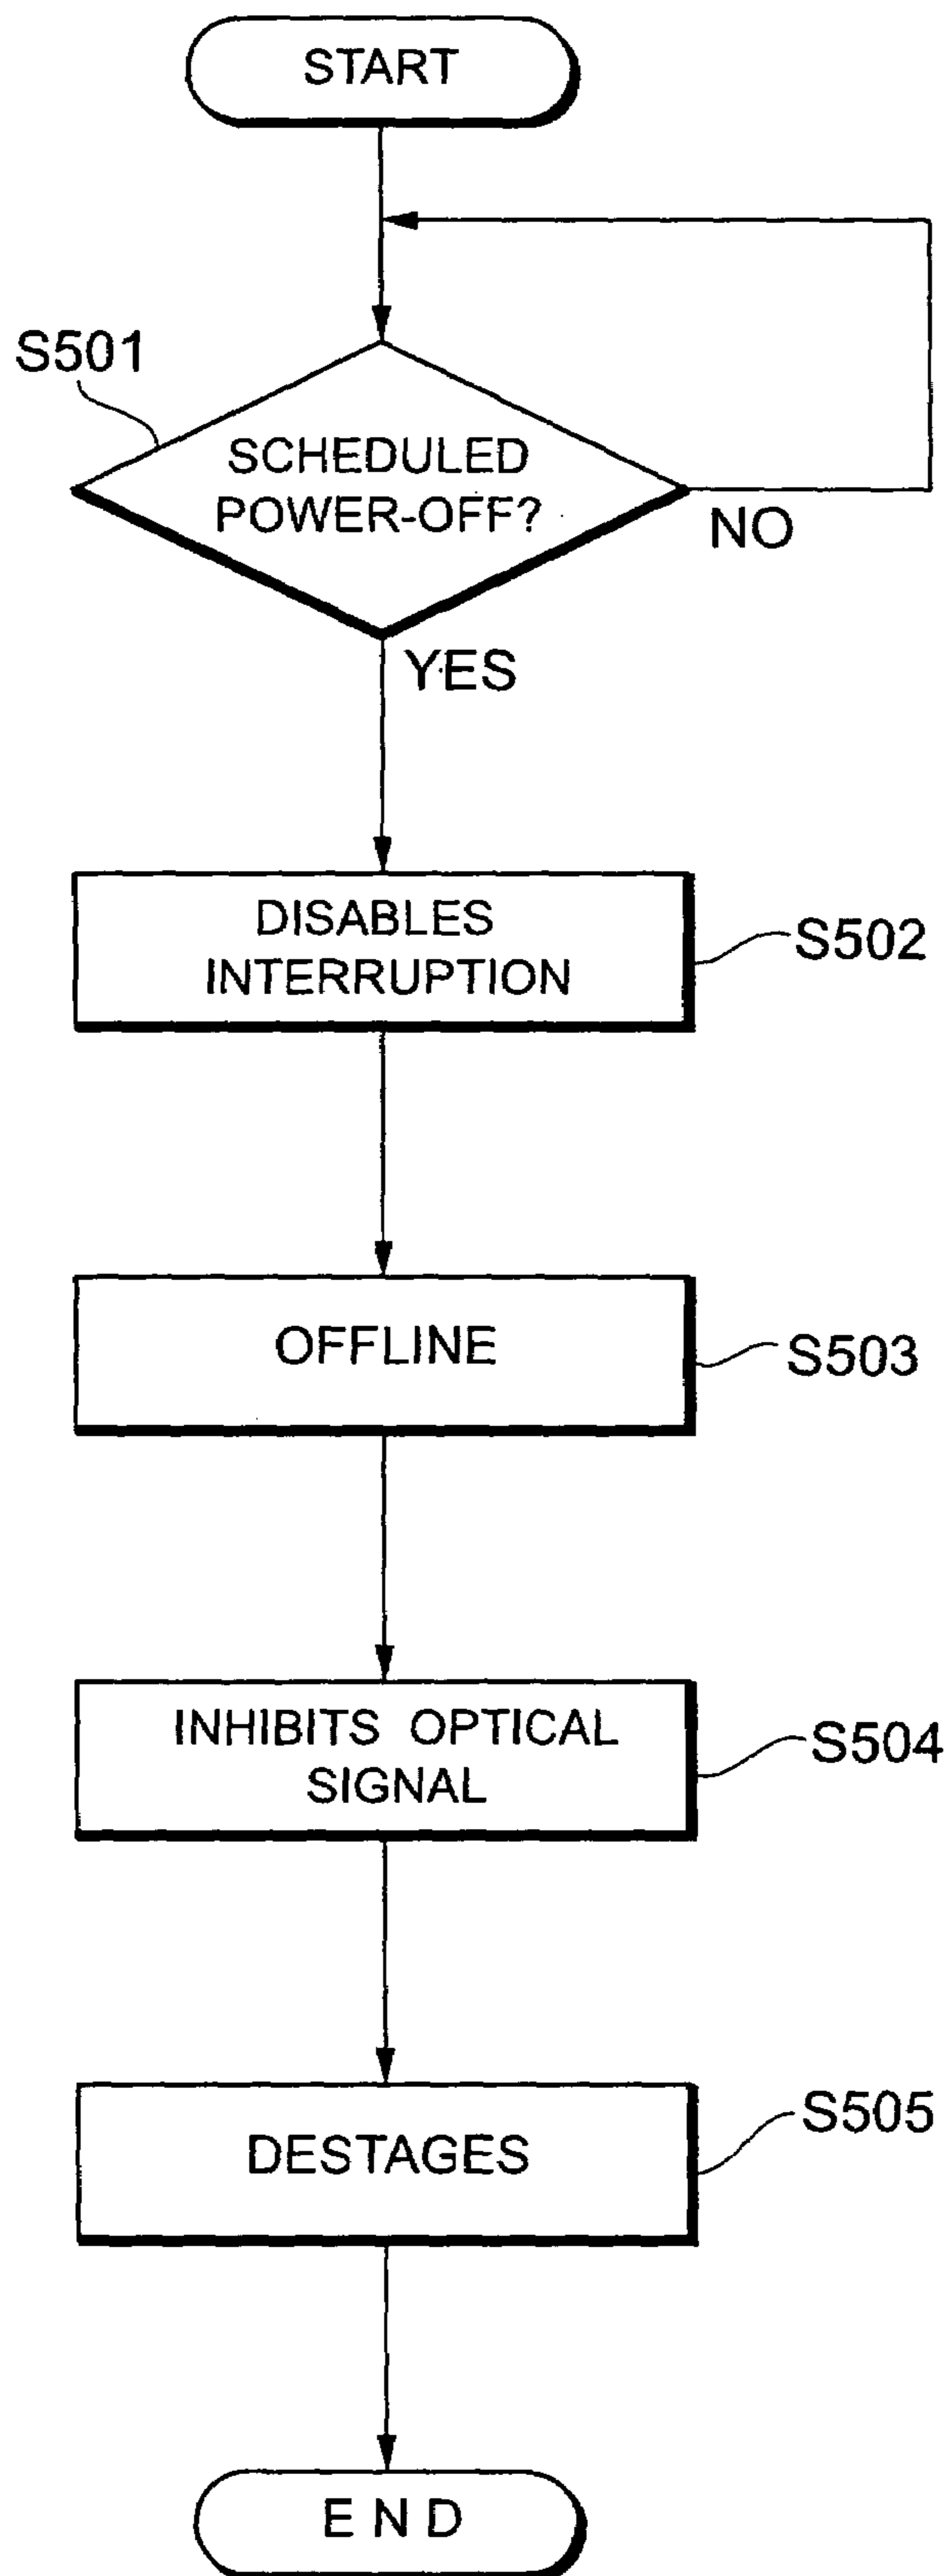 START
S501
SCHEDULED
POWER-OFF?
NO
YES
DISABLES
INTERRUPTION
S502
OFFLINE
S503
INHIBITS OPTICAL
SIGNAL
S504
DESTAGES
S505
END